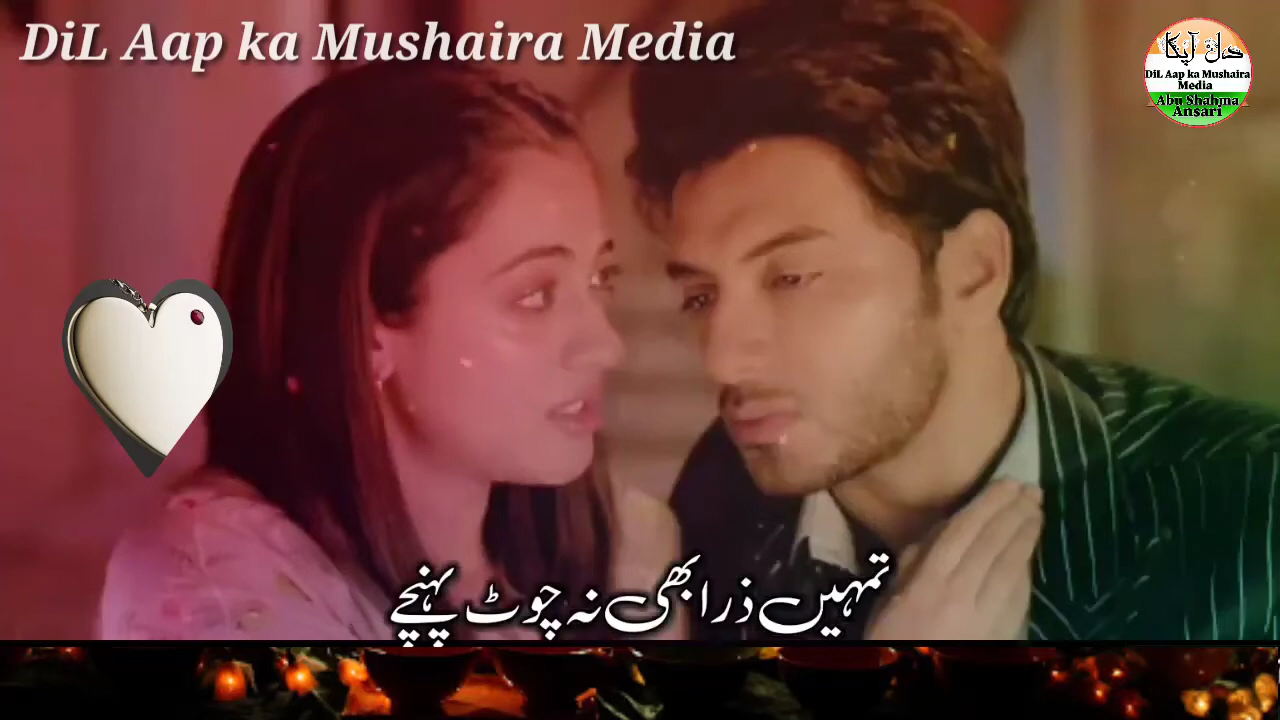 DiL Aap ka Mushaira Media
دل آپکا
DiL Aap ka Mushaira
Media
Abu Shahma
Ansari
تمہیں ذرا بھی نہ چوٹ پہنچے